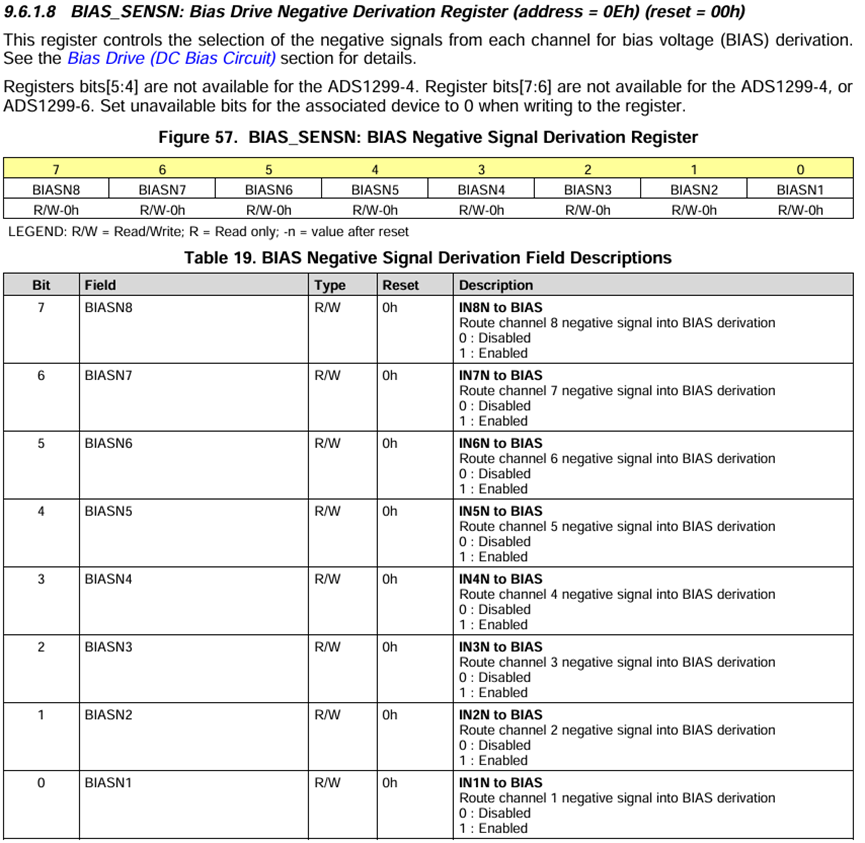 9.6.1.8 BIAS_SENSN: Bias Drive Negative Derivation Register (address = 0Eh) (reset = 00h)
This register controls the selection of the negative signals from each channel for bias voltage (BIAS) derivation.
See the Bias Drive (DC Bias Circuit) section for details.
Registers bits[5:4] are not available for the ADS1299-4. Register bits[7:6] are not available for the ADS1299-4, or
ADS1299-6. Set unavailable bits for the associated device to 0 when writing to the register.
Figure 57. BIAS_SENSN: BIAS Negative Signal Derivation Register
7 6 5 4 3 2 1 0
BIASN8 BIASN7 BIASN6 BIASN5 BIASN4 BIASN3 BIASN2 BIASN1
R/W-0h R/W-0h R/W-0h R/W-0h R/W-0h R/W-0h R/W-0h R/W-0h
LEGEND: R/W = Read/Write; R = Read only; -n = value after reset
Table 19. BIAS Negative Signal Derivation Field Descriptions
Bit Field Type Reset Description
7 BIASN8 R/W 0h IN8N to BIAS
Route channel 8 negative signal into BIAS derivation
0 : Disabled
1 : Enabled
6 BIASN7 R/W 0h IN7N to BIAS
Route channel 7 negative signal into BIAS derivation
0 : Disabled
1 : Enabled
5 BIASN6 R/W 0h IN6N to BIAS
Route channel 6 negative signal into BIAS derivation
0 : Disabled
1 : Enabled
4 BIASN5 R/W 0h IN5N to BIAS
Route channel 5 negative signal into BIAS derivation
0 : Disabled
1 : Enabled
3 BIASN4 R/W 0h IN4N to BIAS
Route channel 4 negative signal into BIAS derivation
0 : Disabled
1 : Enabled
2 BIASN3 R/W 0h IN3N to BIAS
Route channel 3 negative signal into BIAS derivation
0 : Disabled
1 : Enabled
1 BIASN2 R/W 0h IN2N to BIAS
Route channel 2 negative signal into BIAS derivation
0 : Disabled
1 : Enabled
0 BIASN1 R/W 0h IN1N to BIAS
Route channel 1 negative signal into BIAS derivation
0 : Disabled
1 : Enabled